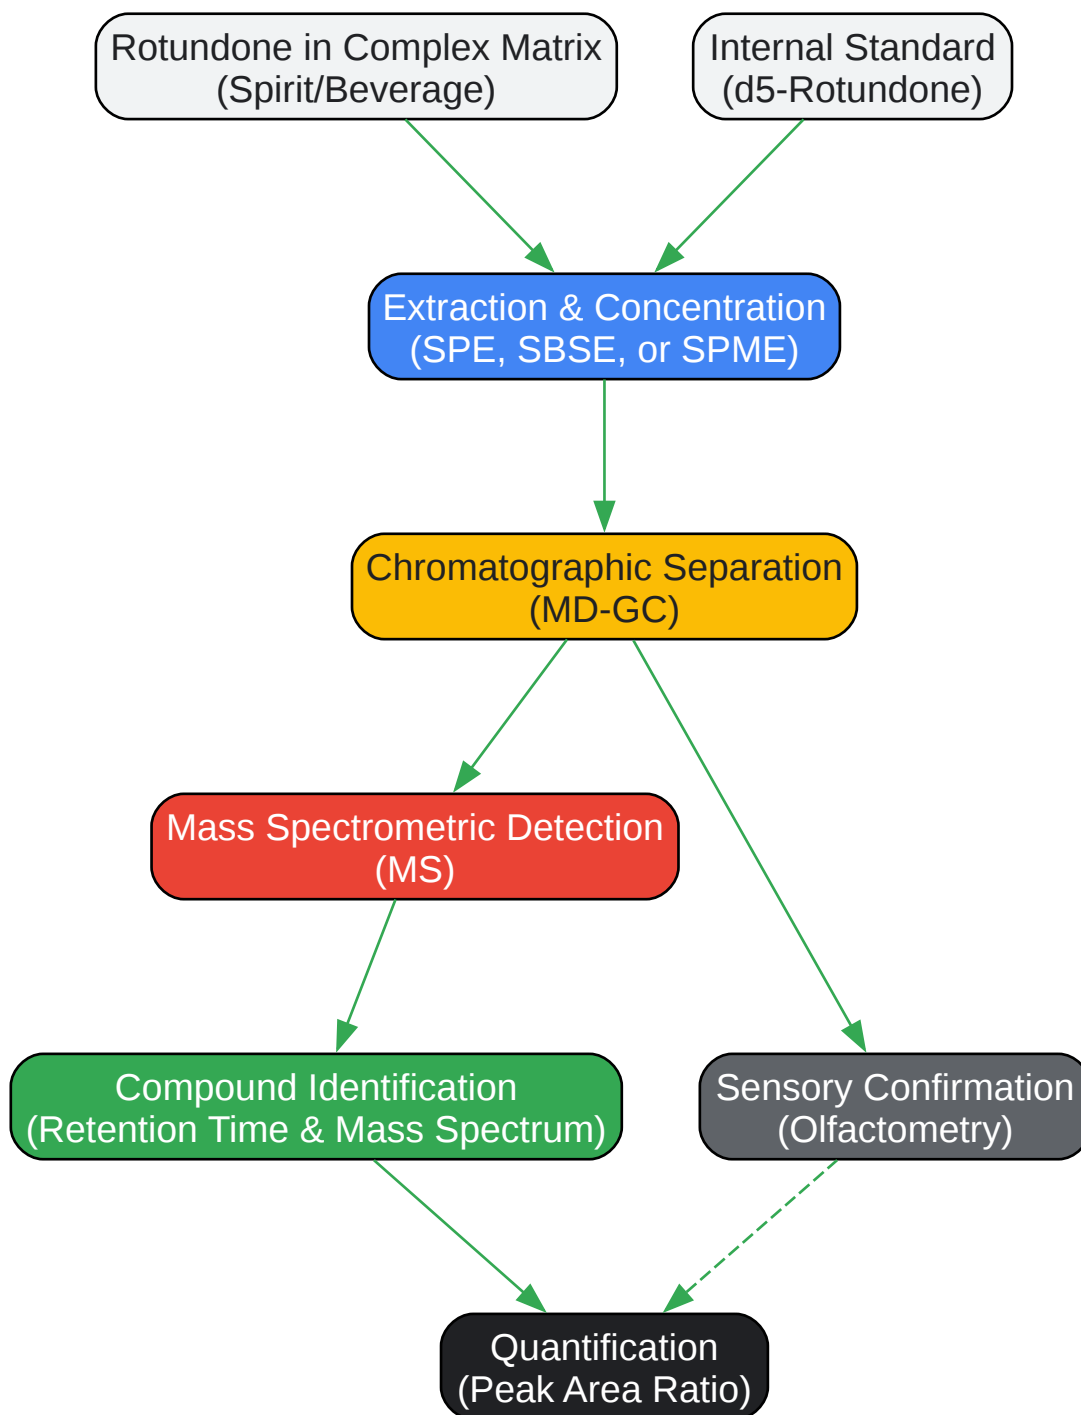 Rotundone in Complex Matrix
(Spirit/Beverage)
Internal Standard
(d5-Rotundone)
Extraction & Concentration
(SPE, SBSE, or SPME)
Chromatographic Separation
(MD-GC)
Mass Spectrometric Detection
(MS)
Compound Identification
(Retention Time & Mass Spectrum)
Sensory Confirmation
(Olfactometry)
Quantification
(Peak Area Ratio)